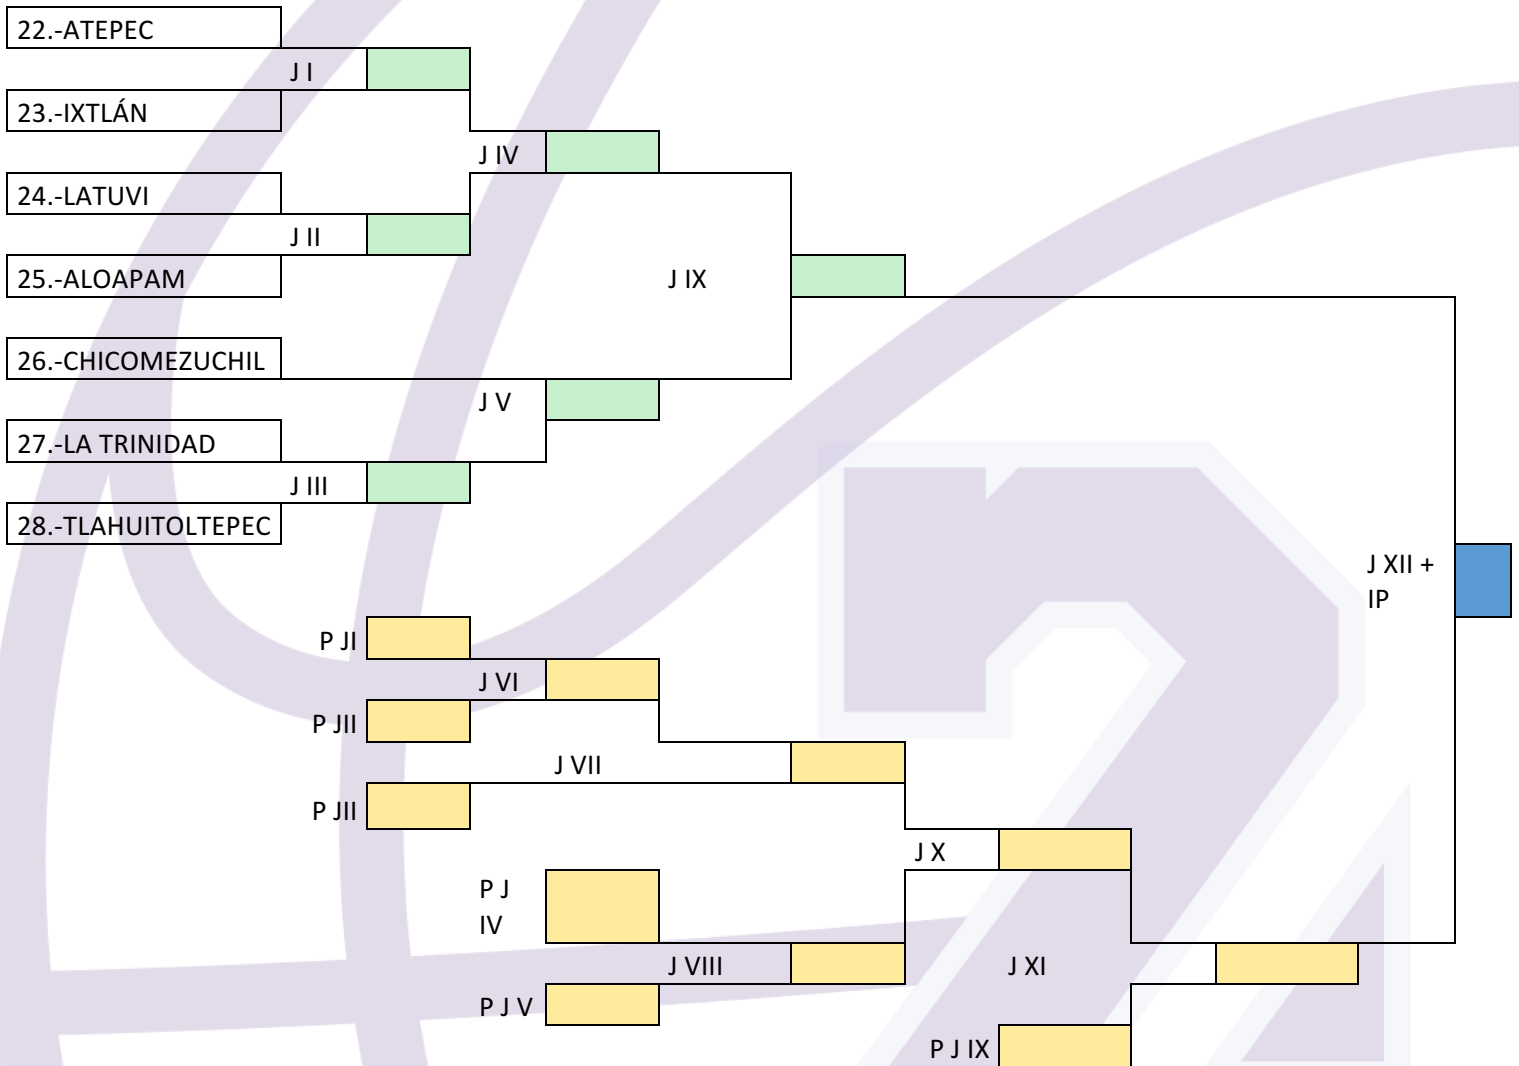 22.-ATEPEC
J I
23.-IXTLÁN
J IV
24.-LATUVI
J II
25.-ALOAPAM
J IX
26.-CHICOMEZUCHIL
J V
27.-LA TRINIDAD
J III
28.-TLAHUITOLTEPEC
J XII +
IP
P JI
J VI
P JII
J VII
P JII
J X
P J
IV
J VIII
J XI
P J V
P J IX